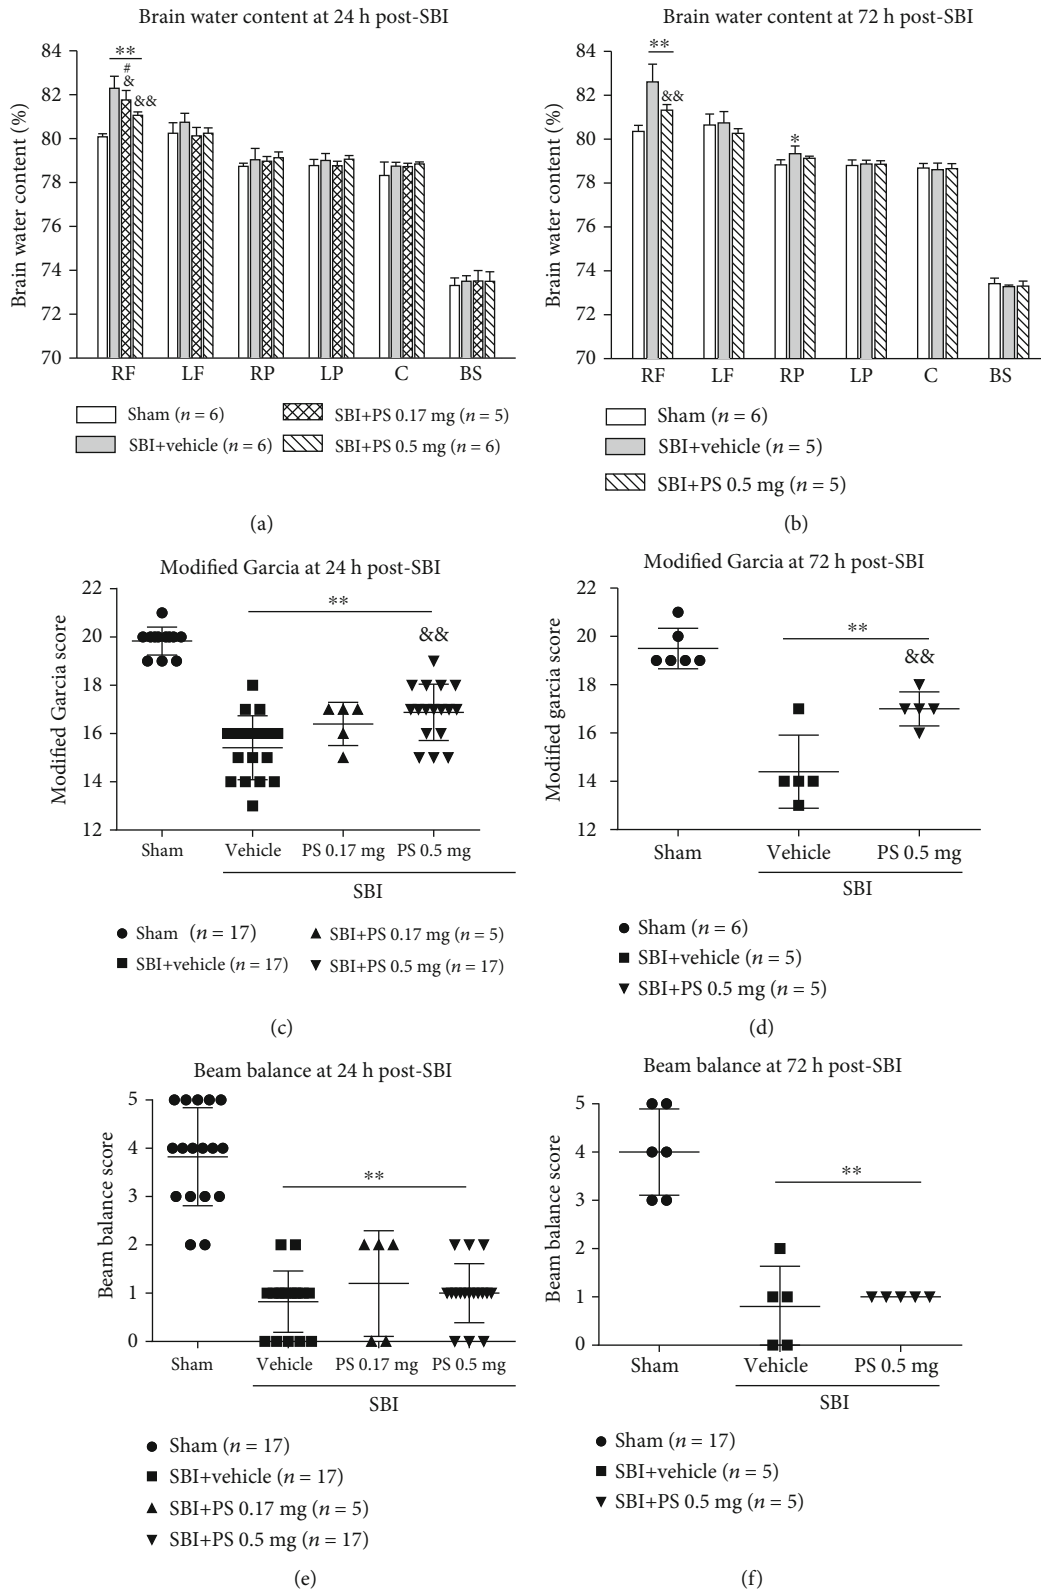 Brain water content at 24 h post-SBI
Brain water content (%)
84
82
80
78
76
74
72
70
**
#
&
&&
RF LF RP LP C BS
Sham (n = 6)
SBI+vehicle (n = 6)
SBI+PS 0.17 mg (n = 5)
SBI+PS 0.5 mg (n = 6)
(a)
Brain water content at 72 h post-SBI
Brain water content (%)
84
82
80
78
76
74
72
70
**
&&
*
RF LF RP LP C BS
Sham (n = 6)
SBI+vehicle (n = 5)
SBI+PS 0.5 mg (n = 5)
(b)
Modified Garcia at 24 h post-SBI
Modified Garcia score
22
20
18
16
14
12
**
&&
Sham Vehicle PS 0.17 mg PS 0.5 mg
SBI
Sham (n = 17)
SBI+vehicle (n = 17)
SBI+PS 0.17 mg (n = 5)
SBI+PS 0.5 mg (n = 17)
(c)
Modified Garcia at 72 h post-SBI
Modified garcia score
22
20
18
16
14
12
**
&&
Sham Vehicle PS 0.5 mg
SBI
Sham (n = 6)
SBI+vehicle (n = 5)
SBI+PS 0.5 mg (n = 5)
(d)
Beam balance at 24 h post-SBI
Beam balance score
5
4
3
2
1
0
**
Sham Vehicle PS 0.17 mg PS 0.5 mg
SBI
Sham (n = 17)
SBI+vehicle (n = 17)
SBI+PS 0.17 mg (n = 5)
SBI+PS 0.5 mg (n = 17)
(e)
Beam balance at 72 h post-SBI
Beam balance score
5
4
3
2
1
0
**
Sham Vehicle PS 0.5 mg
SBI
Sham (n = 17)
SBI+vehicle (n = 5)
SBI+PS 0.5 mg (n = 5)
(f)